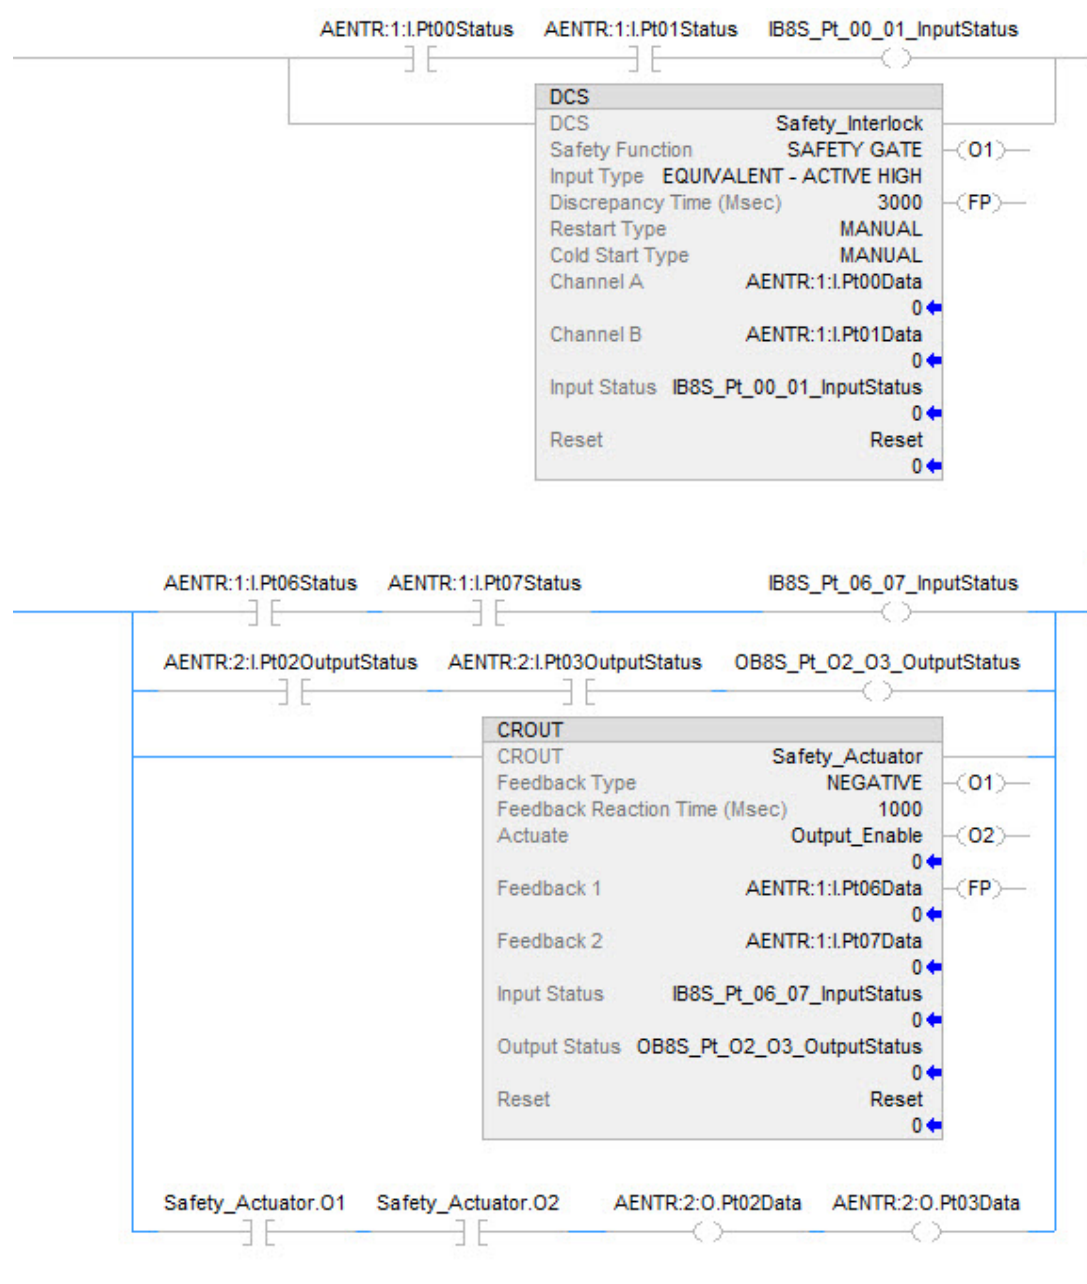 AENTR:1:I.Pt00Status AENTR:1:I.Pt01Status IB8S_Pt_00_01_InputStatus
DCS
DCS Safety_Interlock
Safety Function SAFETY GATE (O1)
Input Type EQUIVALENT - ACTIVE HIGH
Discrepancy Time (Msec) 3000 (FP)
Restart Type MANUAL
Cold Start Type MANUAL
Channel A AENTR:1:I.Pt00Data
0
Channel B AENTR:1:I.Pt01Data
0
Input Status IB8S_Pt_00_01_InputStatus
0
Reset Reset
0
AENTR:1:I.Pt06Status AENTR:1:I.Pt07Status IB8S_Pt_06_07_InputStatus
AENTR:2:I.Pt02OutputStatus AENTR:2:I.Pt03OutputStatus OB8S_Pt_O2_O3_OutputStatus
CROUT
CROUT Safety_Actuator
Feedback Type NEGATIVE (O1)
Feedback Reaction Time (Msec) 1000
Actuate Output_Enable (O2)
0
Feedback 1 AENTR:1:I.Pt06Data (FP)
0
Feedback 2 AENTR:1:I.Pt07Data
0
Input Status IB8S_Pt_06_07_InputStatus
0
Output Status OB8S_Pt_O2_O3_OutputStatus
0
Reset Reset
0
Safety_Actuator.O1 Safety_Actuator.O2 AENTR:2:O.Pt02Data AENTR:2:O.Pt03Data